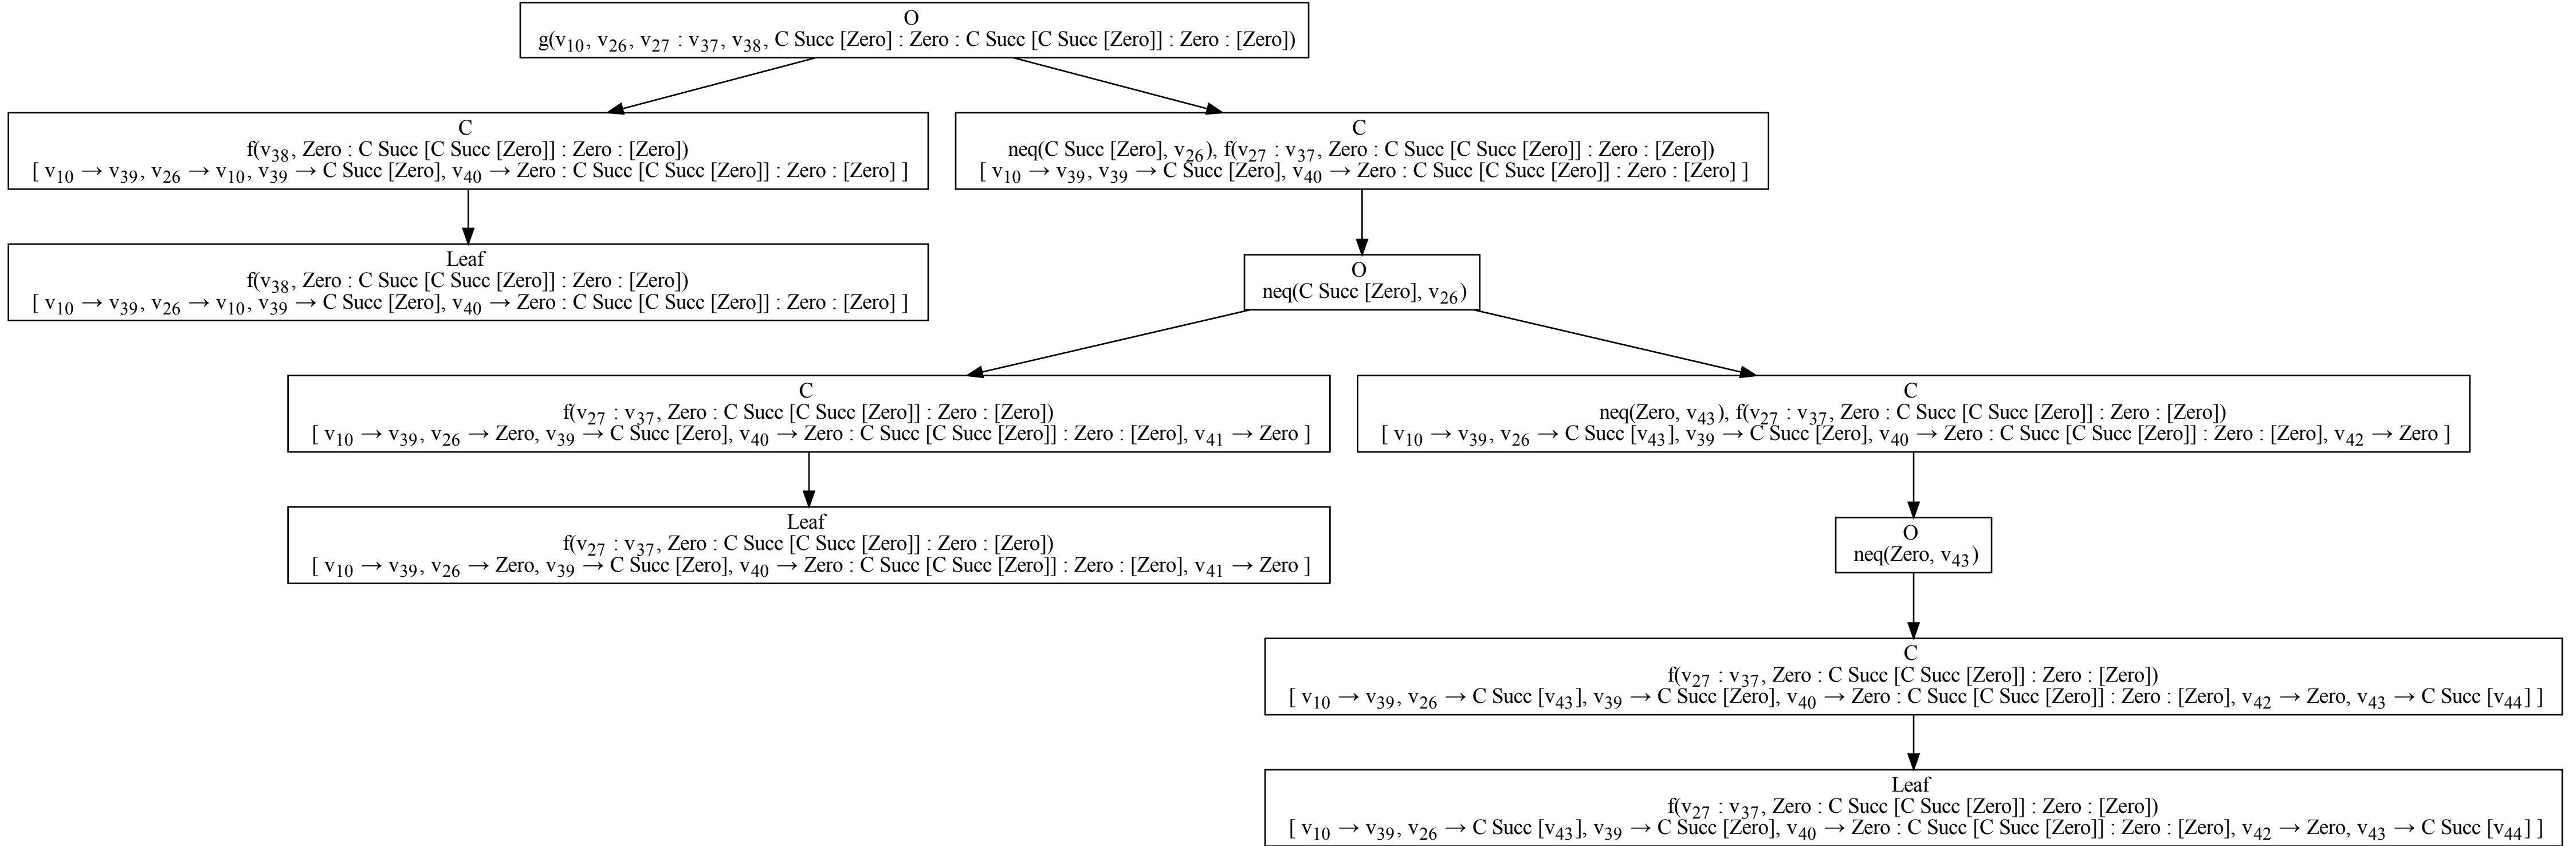 O
g(v10, v26, v27 : v37, v38, C Succ [Zero] : Zero : C Succ [C Succ [Zero]] : Zero : [Zero])
C
f(v38, Zero : C Succ [C Succ [Zero]] : Zero : [Zero])
[ v10 → v39, v26 → v10, v39 → C Succ [Zero], v40 → Zero : C Succ [C Succ [Zero]] : Zero : [Zero] ]
C
neq(C Succ [Zero], v26), f(v27 : v37, Zero : C Succ [C Succ [Zero]] : Zero : [Zero])
[ v10 → v39, v39 → C Succ [Zero], v40 → Zero : C Succ [C Succ [Zero]] : Zero : [Zero] ]
Leaf
f(v38, Zero : C Succ [C Succ [Zero]] : Zero : [Zero])
[ v10 → v39, v26 → v10, v39 → C Succ [Zero], v40 → Zero : C Succ [C Succ [Zero]] : Zero : [Zero] ]
O
neq(C Succ [Zero], v26)
C
f(v27 : v37, Zero : C Succ [C Succ [Zero]] : Zero : [Zero])
[ v10 → v39, v26 → Zero, v39 → C Succ [Zero], v40 → Zero : C Succ [C Succ [Zero]] : Zero : [Zero], v41 → Zero ]
C
neq(Zero, v43), f(v27 : v37, Zero : C Succ [C Succ [Zero]] : Zero : [Zero])
[ v10 → v39, v26 → C Succ [v43], v39 → C Succ [Zero], v40 → Zero : C Succ [C Succ [Zero]] : Zero : [Zero], v42 → Zero ]
Leaf
f(v27 : v37, Zero : C Succ [C Succ [Zero]] : Zero : [Zero])
[ v10 → v39, v26 → Zero, v39 → C Succ [Zero], v40 → Zero : C Succ [C Succ [Zero]] : Zero : [Zero], v41 → Zero ]
O
neq(Zero, v43)
C
f(v27 : v37, Zero : C Succ [C Succ [Zero]] : Zero : [Zero])
[ v10 → v39, v26 → C Succ [v43], v39 → C Succ [Zero], v40 → Zero : C Succ [C Succ [Zero]] : Zero : [Zero], v42 → Zero, v43 → C Succ [v44] ]
Leaf
f(v27 : v37, Zero : C Succ [C Succ [Zero]] : Zero : [Zero])
[ v10 → v39, v26 → C Succ [v43], v39 → C Succ [Zero], v40 → Zero : C Succ [C Succ [Zero]] : Zero : [Zero], v42 → Zero, v43 → C Succ [v44] ]